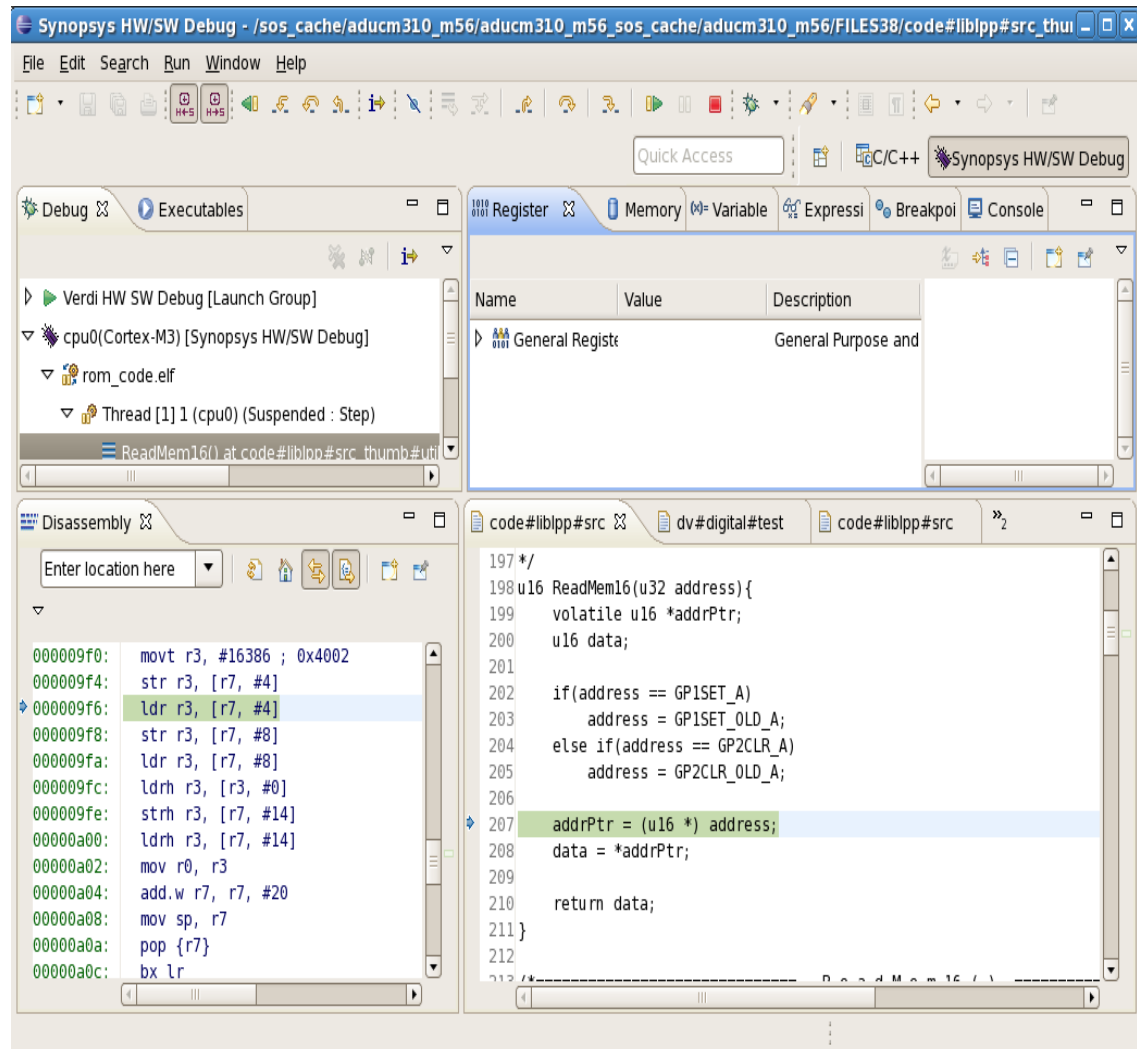 Synopsys HW/SW Debug - /sos_cache/aducm310_m56/aducm310_m56_sos_cache/aducm310_m56/FILES38/code#liblpp#src_thu
File Edit Search Run Window Help
Quick Access
C/C++
Synopsys HW/SW Debug
Debug
Executables
Verdi HW SW Debug [Launch Group]
cpu0(Cortex-M3) [Synopsys HW/SW Debug]
rom_code.elf
Thread [1] 1 (cpu0) (Suspended : Step)
ReadMem16() at code#liblpp#src_thumb#uti
Register Memory Variable Expressi Breakpoi Console
Name Value Description
General Registe General Purpose and
Disassembly
Enter location here
000009f0: movt r3, #16386 ; 0x4002
000009f4: str r3, [r7, #4]
000009f6: ldr r3, [r7, #4]
000009f8: str r3, [r7, #8]
000009fa: ldr r3, [r7, #8]
000009fc: ldrh r3, [r3, #0]
000009fe: strh r3, [r7, #14]
00000a00: ldrh r3, [r7, #14]
00000a02: mov r0, r3
00000a04: add.w r7, r7, #20
00000a08: mov sp, r7
00000a0a: pop {r7}
00000a0c: bx lr
code#liblpp#src dv#digital#test code#liblpp#src »2
197 */
198 u16 ReadMem16(u32 address){
199 volatile u16 *addrPtr;
200 u16 data;
201
202 if(address == GP1SET_A)
203 address = GP1SET_OLD_A;
204 else if(address == GP2CLR_A)
205 address = GP2CLR_OLD_A;
206
207 addrPtr = (u16 *) address;
208 data = *addrPtr;
209
210 return data;
211 }
212